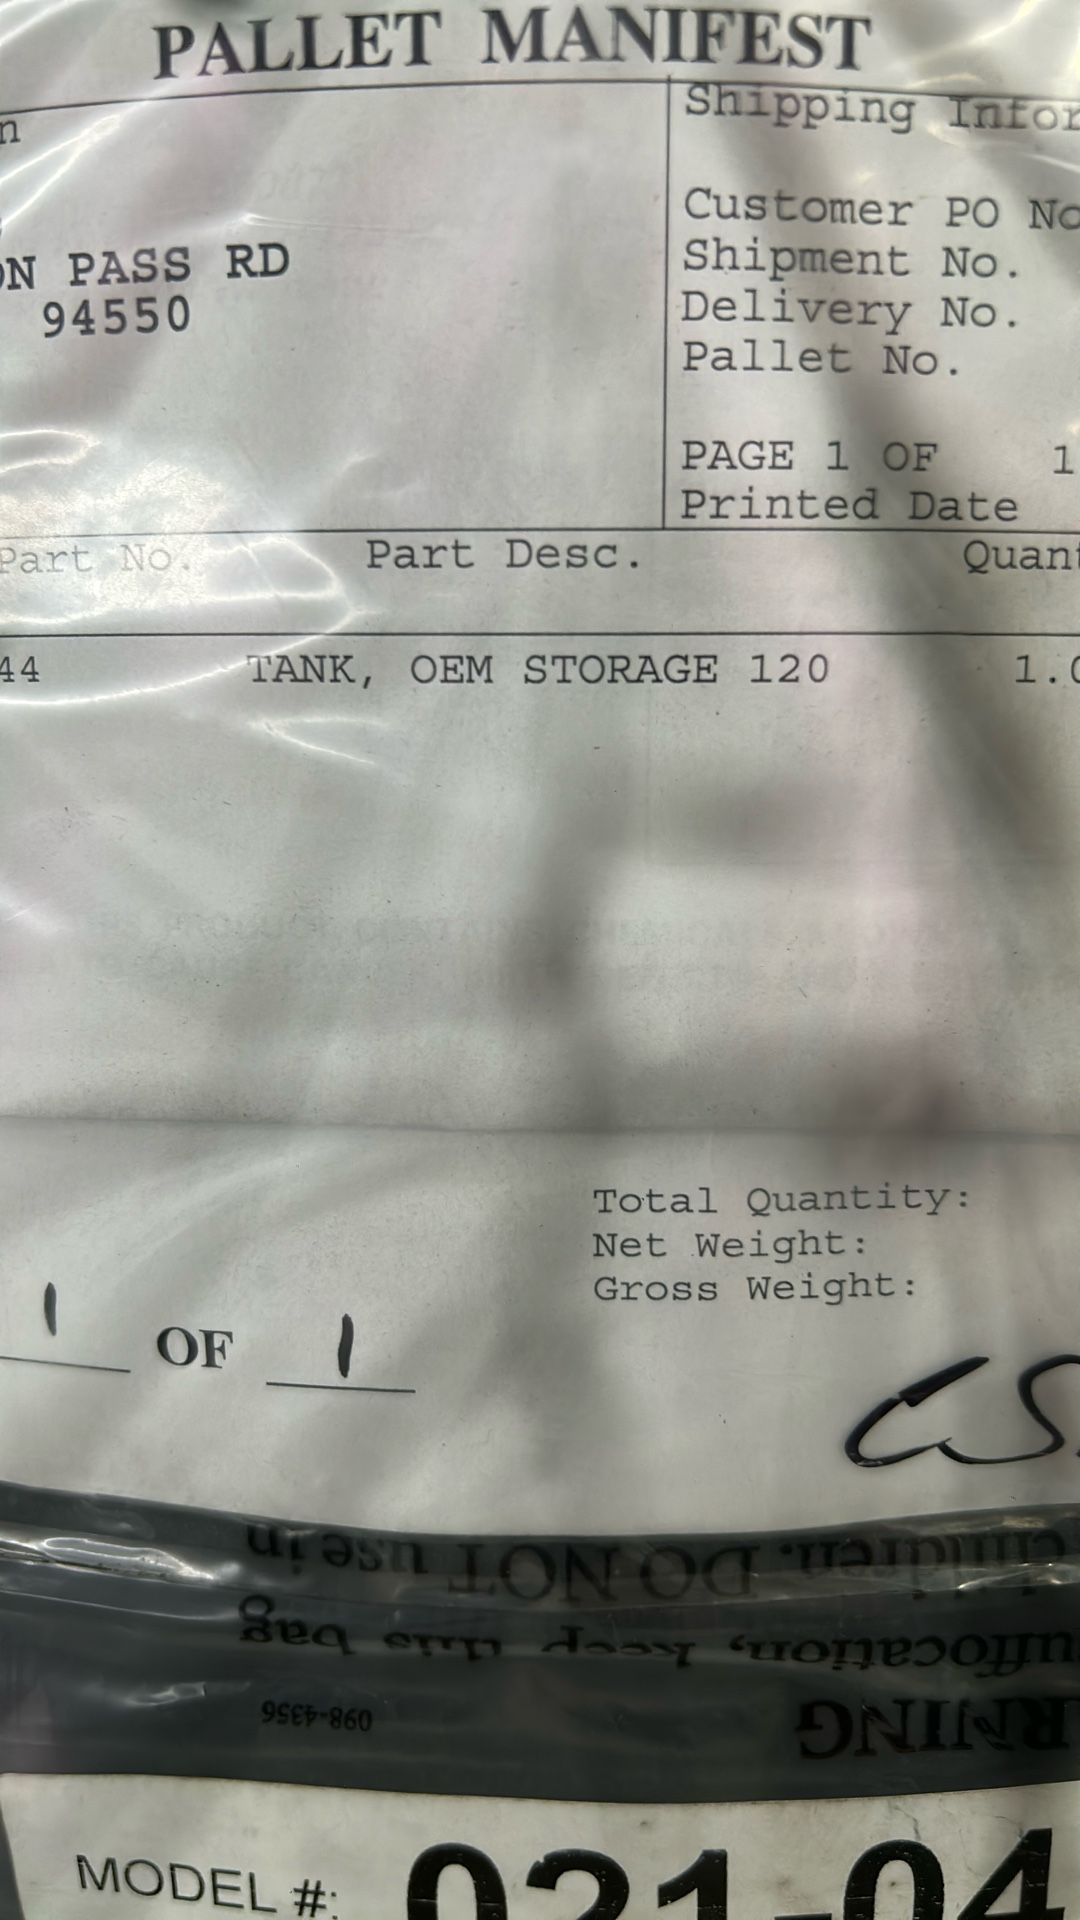 PALLET MANIFEST
n
Shipping Infor
Customer PO No
ON PASS RD
Shipment No.
94550
Delivery No.
Pallet No.
PAGE 1 OF 1
Printed Date
Part No. Part Desc. Quant
44 TANK, OEM STORAGE 120 1.0
Total Quantity:
Net Weight:
Gross Weight:
1 OF 1
children. DO NOT use in
uffocation, keep this bag
098-4356
RNING
MODEL #: 021-04